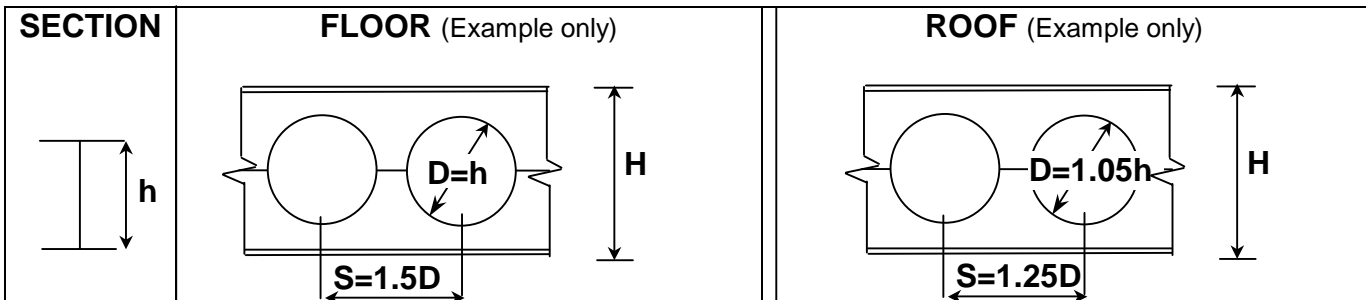 SECTION
FLOOR (Example only)
ROOF (Example only)
h
D=h
H
D=1.05h
H
S=1.5D
S=1.25D